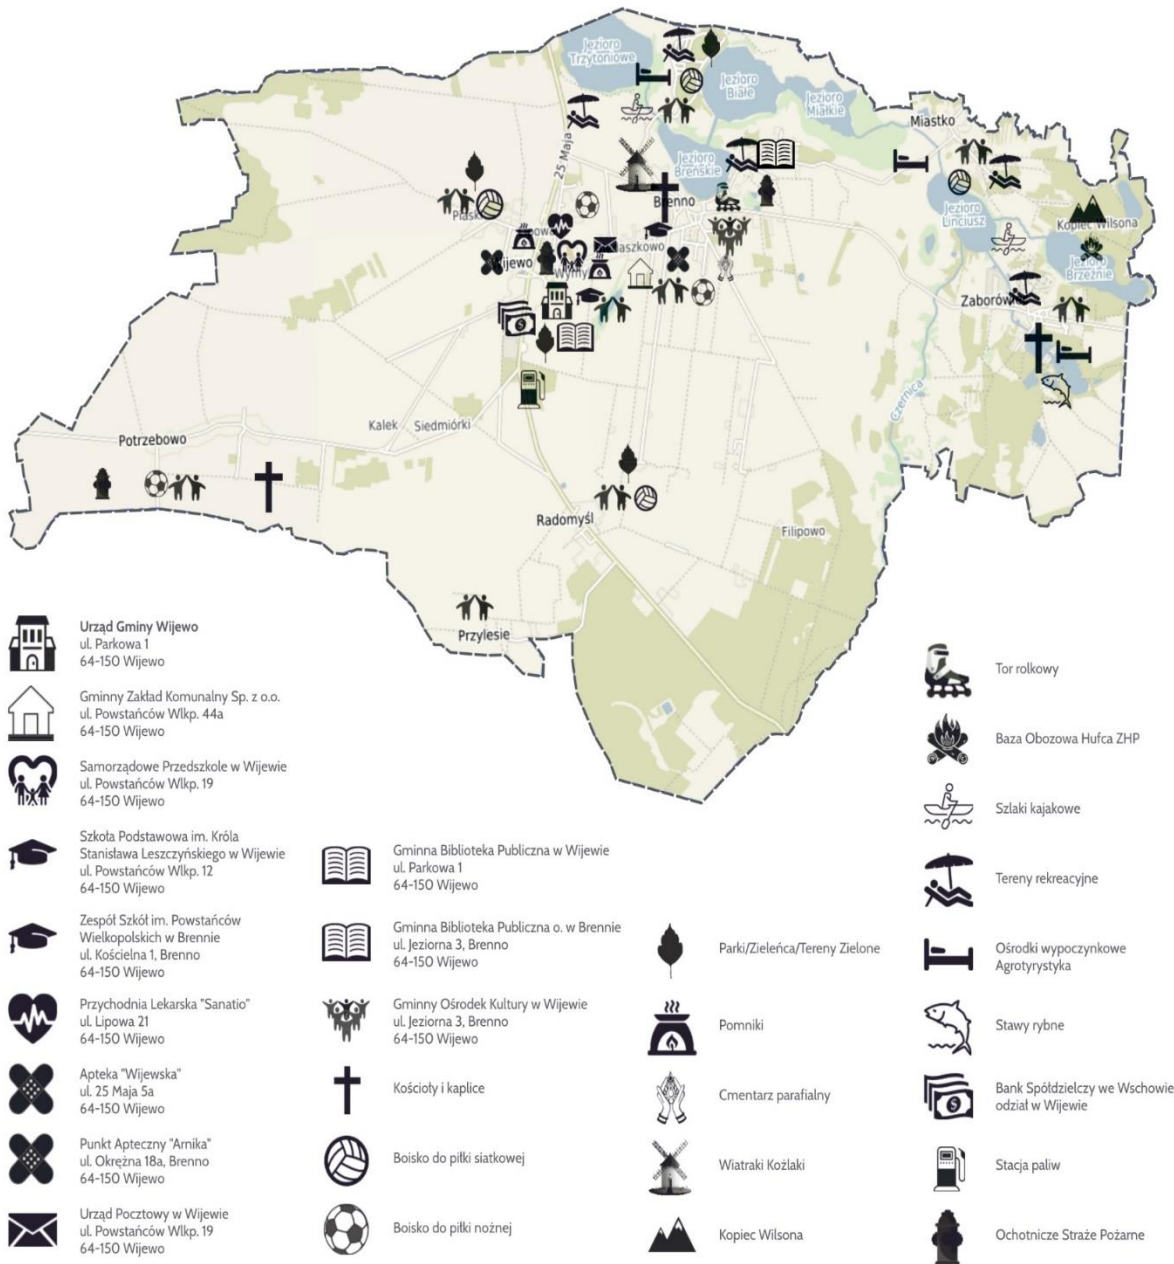 Jezioro
Trzytoniowe
Jezioro
Białe
Jezioro
Miałkie
Miastko
25 Maja
Jezioro
Breńskie
Brenno
Jezioro
Linciusz
Kopiec Wilsona
Jezioro
Brzeźnie
Zaborówiec
Czernica
Kalek
Siedmiórki
Potrzebowo
Radomyśl
Filipowo
Przylesie
Urząd Gminy Wijewo
ul. Parkowa 1
64-150 Wijewo
Gminny Zakład Komunalny Sp. z o.o.
ul. Powstańców Wlkp. 44a
64-150 Wijewo
Samorządowe Przedszkole w Wijewie
ul. Powstańców Wlkp. 19
64-150 Wijewo
Szkoła Podstawowa im. Króla
Stanisława Leszczyńskiego w Wijewie
ul. Powstańców Wlkp. 12
64-150 Wijewo
Zespół Szkół im. Powstańców
Wielkopolskich w Brennie
ul. Kościelna 1, Brenno
64-150 Wijewo
Przychodnia Lekarska "Sanatio"
ul. Lipowa 21
64-150 Wijewo
Apteka "Wijewska"
ul. 25 Maja 5a
64-150 Wijewo
Punkt Apteczny "Arnika"
ul. Okrężna 18a, Brenno
64-150 Wijewo
Urząd Pocztowy w Wijewie
ul. Powstańców Wlkp. 19
64-150 Wijewo
Gminna Biblioteka Publiczna w Wijewie
ul. Parkowa 1
64-150 Wijewo
Gminna Biblioteka Publiczna o. w Brennie
ul. Jeziorna 3, Brenno
64-150 Wijewo
Gminny Ośrodek Kultury w Wijewie
ul. Jeziorna 3, Brenno
64-150 Wijewo
Kościoły i kaplice
Boisko do piłki siatkowej
Boisko do piłki nożnej
Parki/Zieleńca/Tereny Zielone
Pomniki
Cmentarz parafialny
Wiatraki Koźlaki
Kopiec Wilsona
Tor rolkowy
Baza Obozowa Hufca ZHP
Szlaki kajakowe
Tereny rekreacyjne
Ośrodki wypoczynkowe
Agrotyrystyka
Stawy rybne
Bank Spółdzielczy we Wschowie
odział w Wijewie
Stacja paliw
Ochotnicze Straże Pożarne